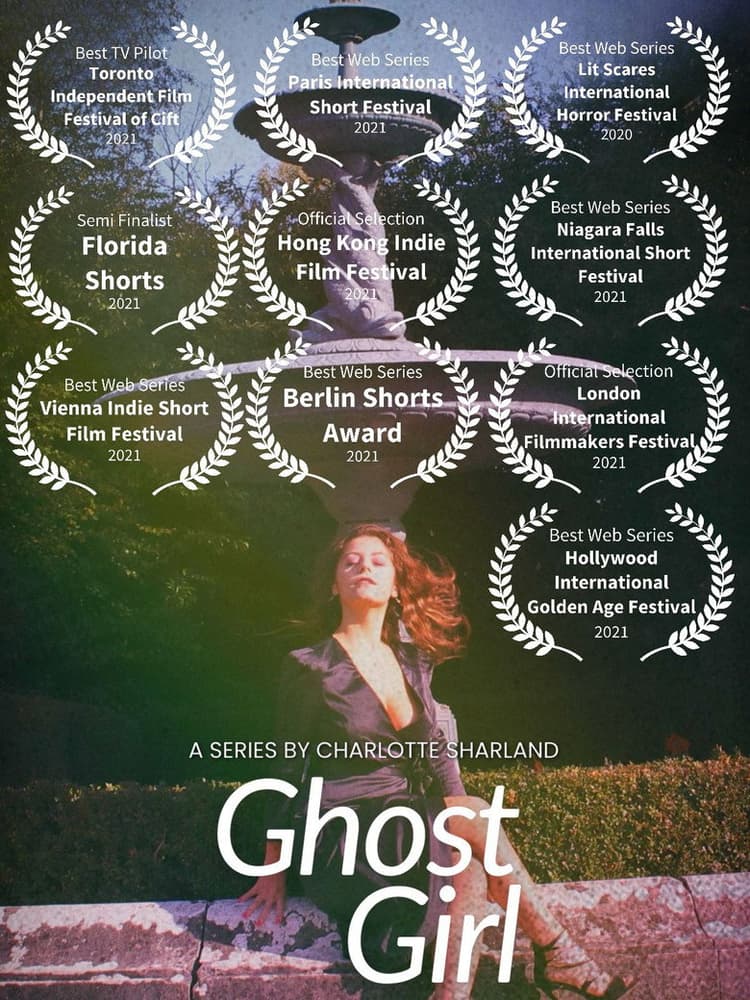 Best TV Pilot
Toronto
Independent Film
Festival of Cift
2021
Best Web Series
Paris International
Short Festival
2021
Best Web Series
Lit Scares
International
Horror Festival
2020
Semi Finalist
Florida
Shorts
2021
Official Selection
Hong Kong Indie
Film Festival
2021
Best Web Series
Niagara Falls
International Short
Festival
2021
Best Web Series
Vienna Indie Short
Film Festival
2021
Best Web Series
Berlin Shorts
Award
2021
Official Selection
London
International
Filmmakers Festival
2021
Best Web Series
Hollywood
International
Golden Age Festival
2021
A SERIES BY CHARLOTTE SHARLAND
Ghost
Girl